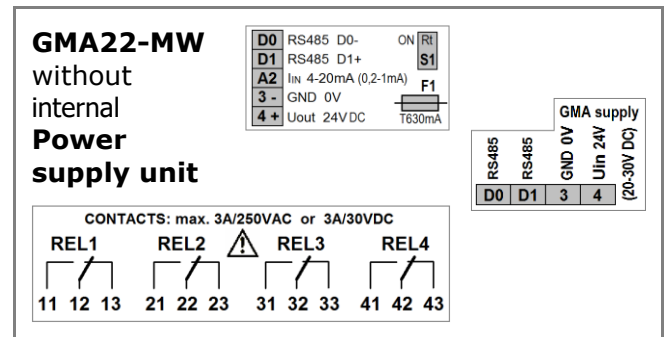 GMA22-MW
without
internal
Power
supply unit
D0 RS485 D0- ON Rt
D1 RS485 D1+ S1
A2 IIN 4-20mA (0,2-1mA) F1
3 - GND 0V
4 + Uout 24VDC T630mA
GMA supply
RS485 RS485 GND 0V Uin 24V (20-30V DC)
D0 D1 3 4
CONTACTS: max. 3A/250VAC or 3A/30VDC
REL1 REL2 REL3 REL4
11 12 13 21 22 23 31 32 33 41 42 43